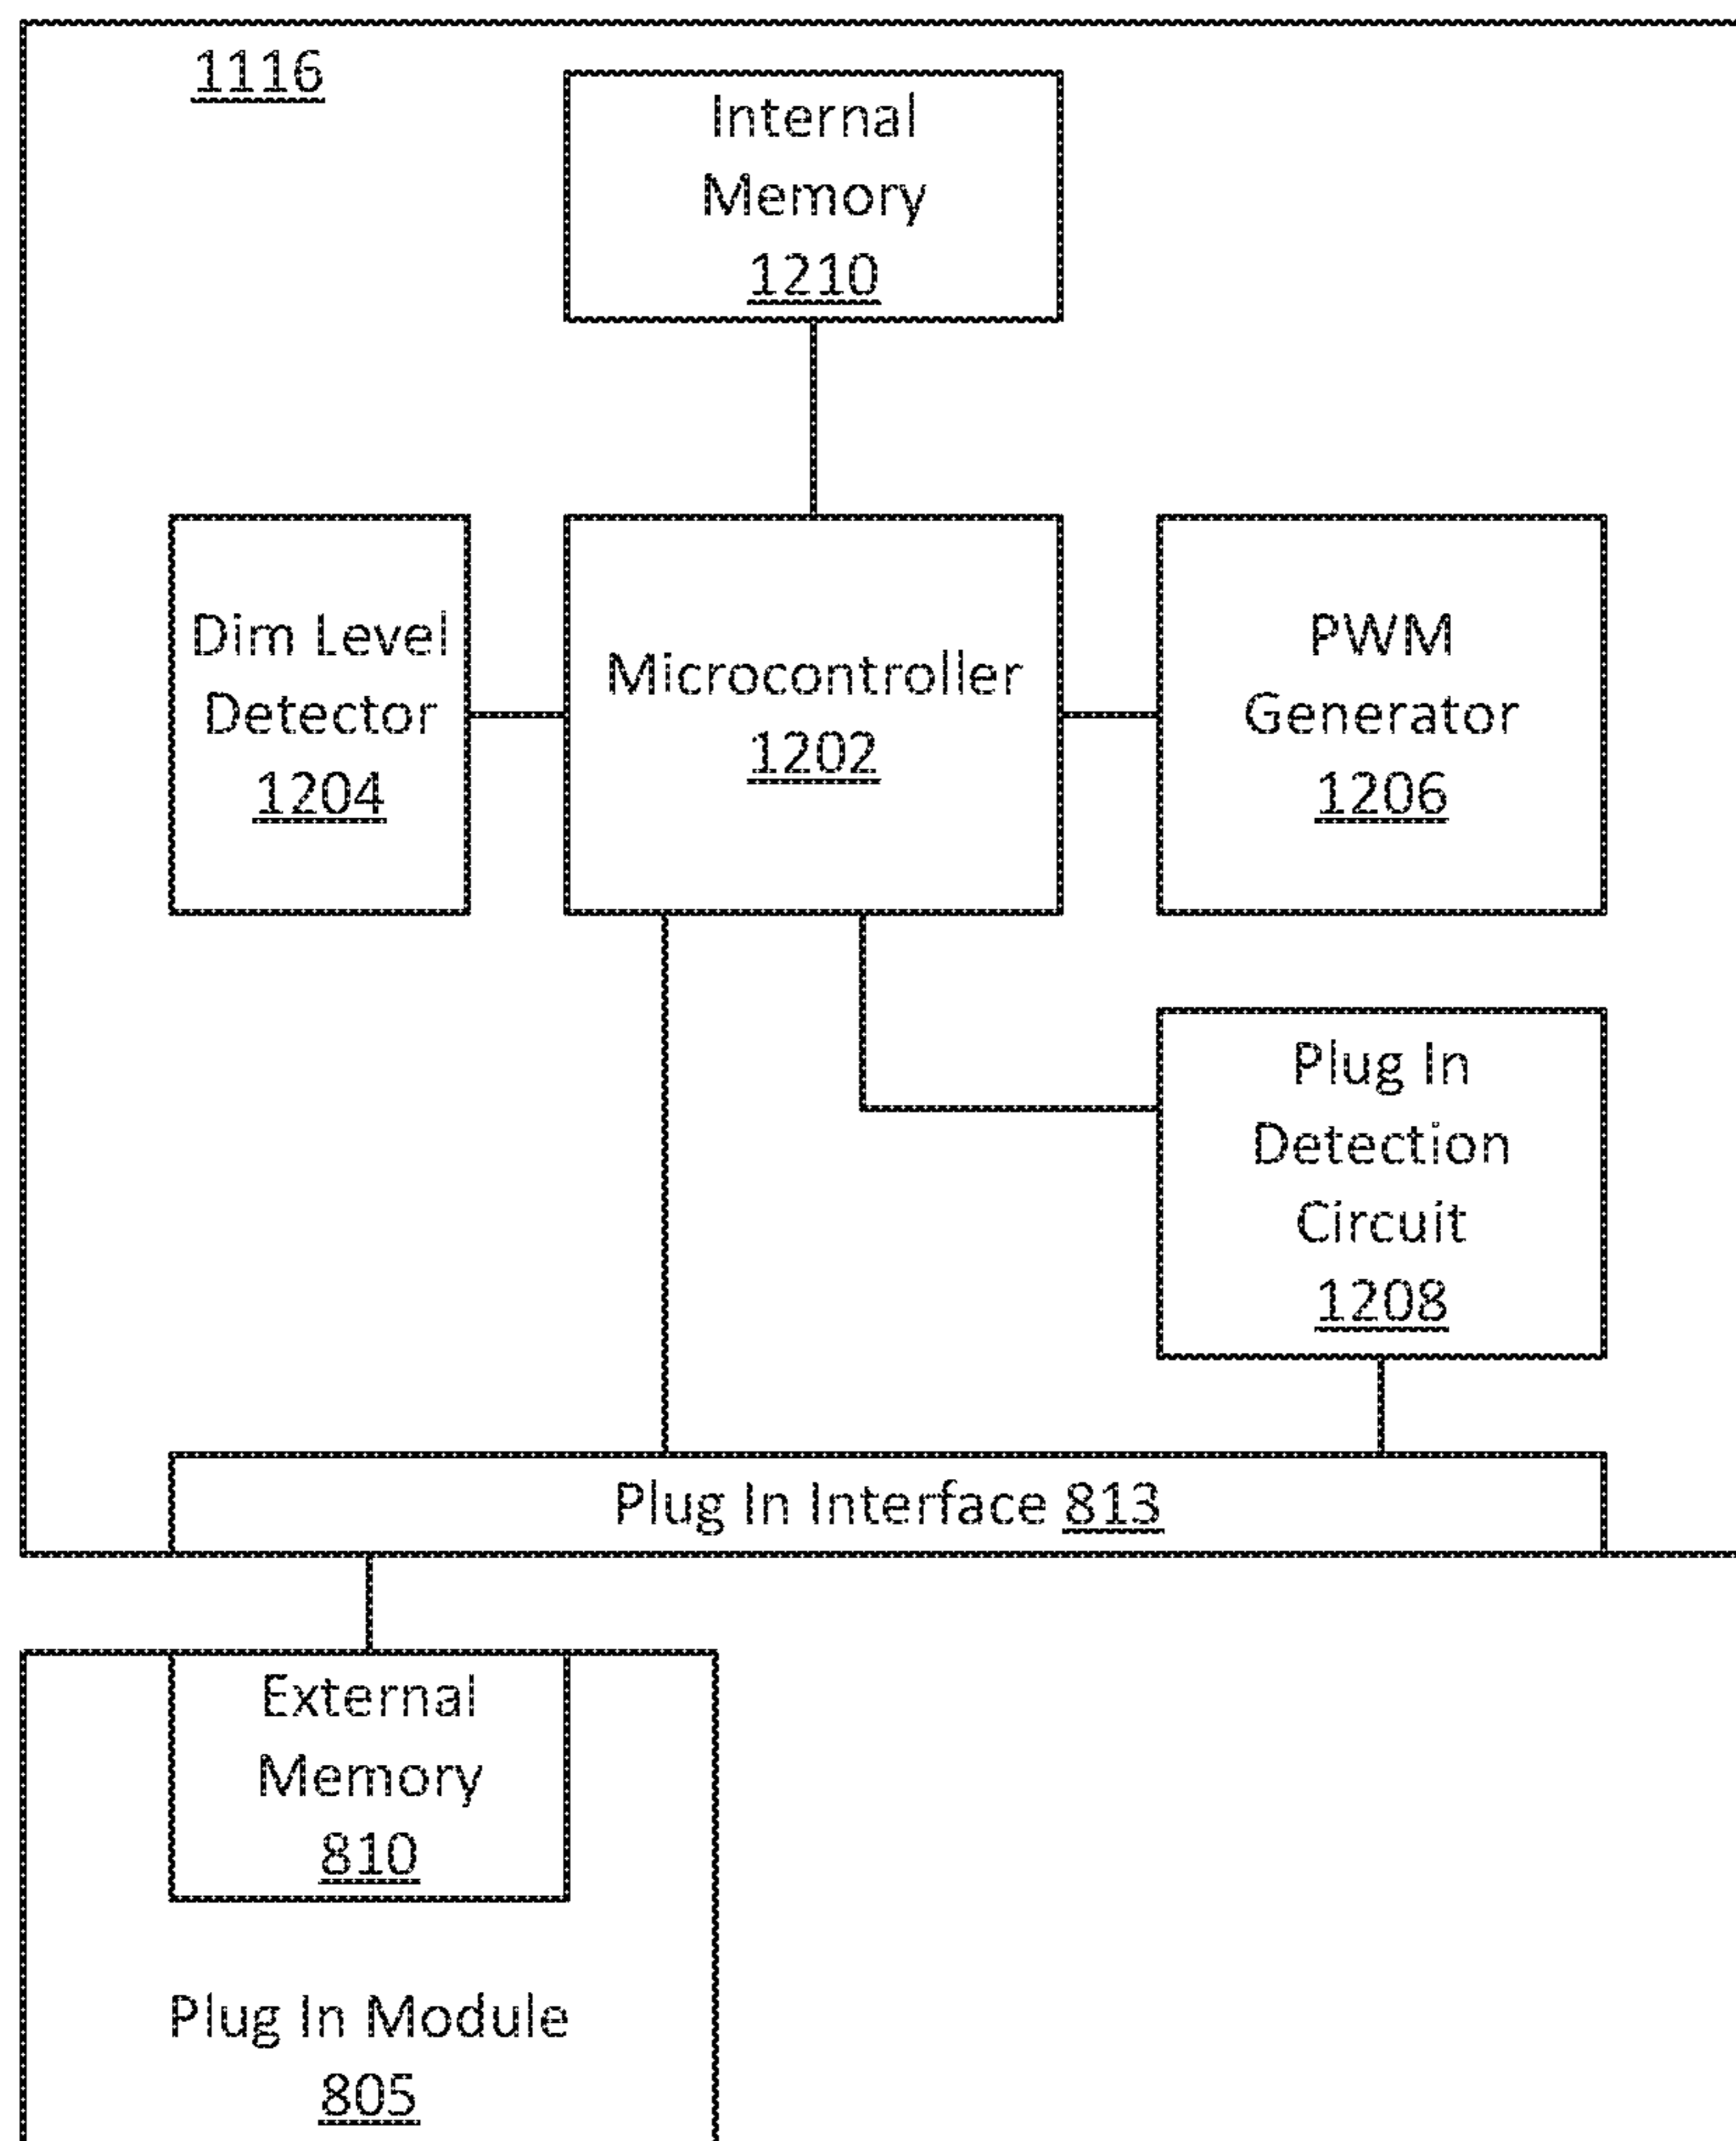 1116
Internal
Memory
1210
Dim Level
Detector
1204
Microcontroller
1202
PWM
Generator
1206
Plug In
Detection
Circuit
1208
Plug In Interface 813
External
Memory
810
Plug In Module
805